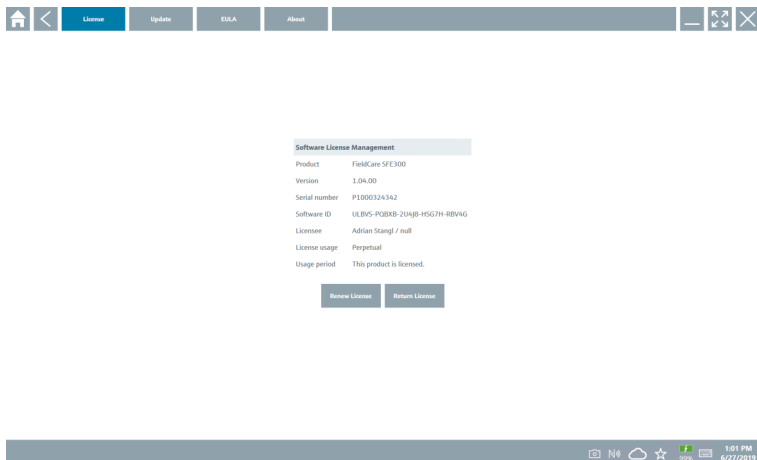 License Update EULA About
Software License Management
Product FieldCare SFE300
Version 1.04.00
Serial number P1000324342
Software ID ULBVS-PQBXB-2U4J8-HSG7H-RBV4G
Licensee Adrian Stangl / null
License usage Perpetual
Usage period This product is licensed.
Renew License Return License
99% 1:01 PM
6/27/2019